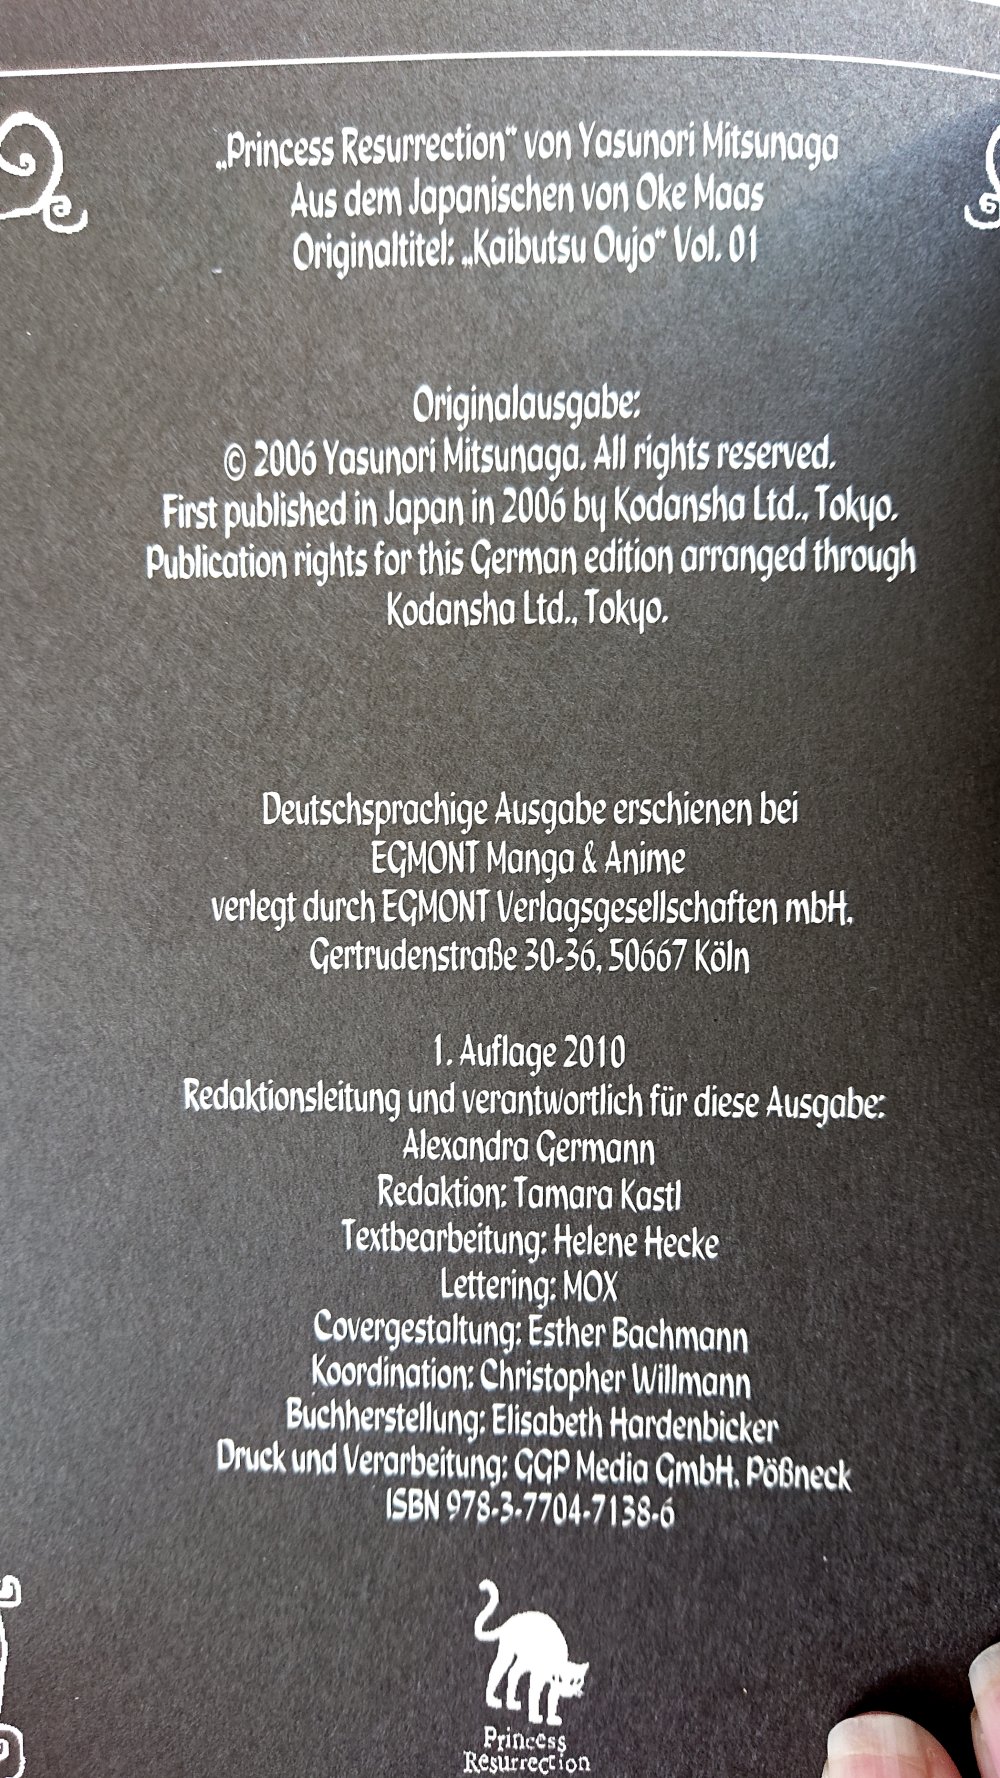 „Princess Resurrection“ von Yasunori Mitsunaga
Aus dem Japanischen von Oke Maas
Originaltitel: „Kaibutsu Oujo“ Vol. 01
Originalausgabe:
© 2006 Yasunori Mitsunaga. All rights reserved.
First published in Japan in 2006 by Kodansha Ltd., Tokyo.
Publication rights for this German edition arranged through
Kodansha Ltd., Tokyo.
Deutschsprachige Ausgabe erschienen bei
EGMONT Manga & Anime
verlegt durch EGMONT Verlagsgesellschaften mbH,
Gertrudenstraße 30-36, 50667 Köln
1. Auflage 2010
Redaktionsleitung und verantwortlich für diese Ausgabe:
Alexandra Germann
Redaktion: Tamara Kastl
Textbearbeitung: Helene Hecke
Lettering: MOX
Covergestaltung: Esther Bachmann
Koordination: Christopher Willmann
Buchherstellung: Elisabeth Hardenbicker
Druck und Verarbeitung: GGP Media GmbH, Pößneck
ISBN 978-3-7704-7138-6
Princess
Resurrection